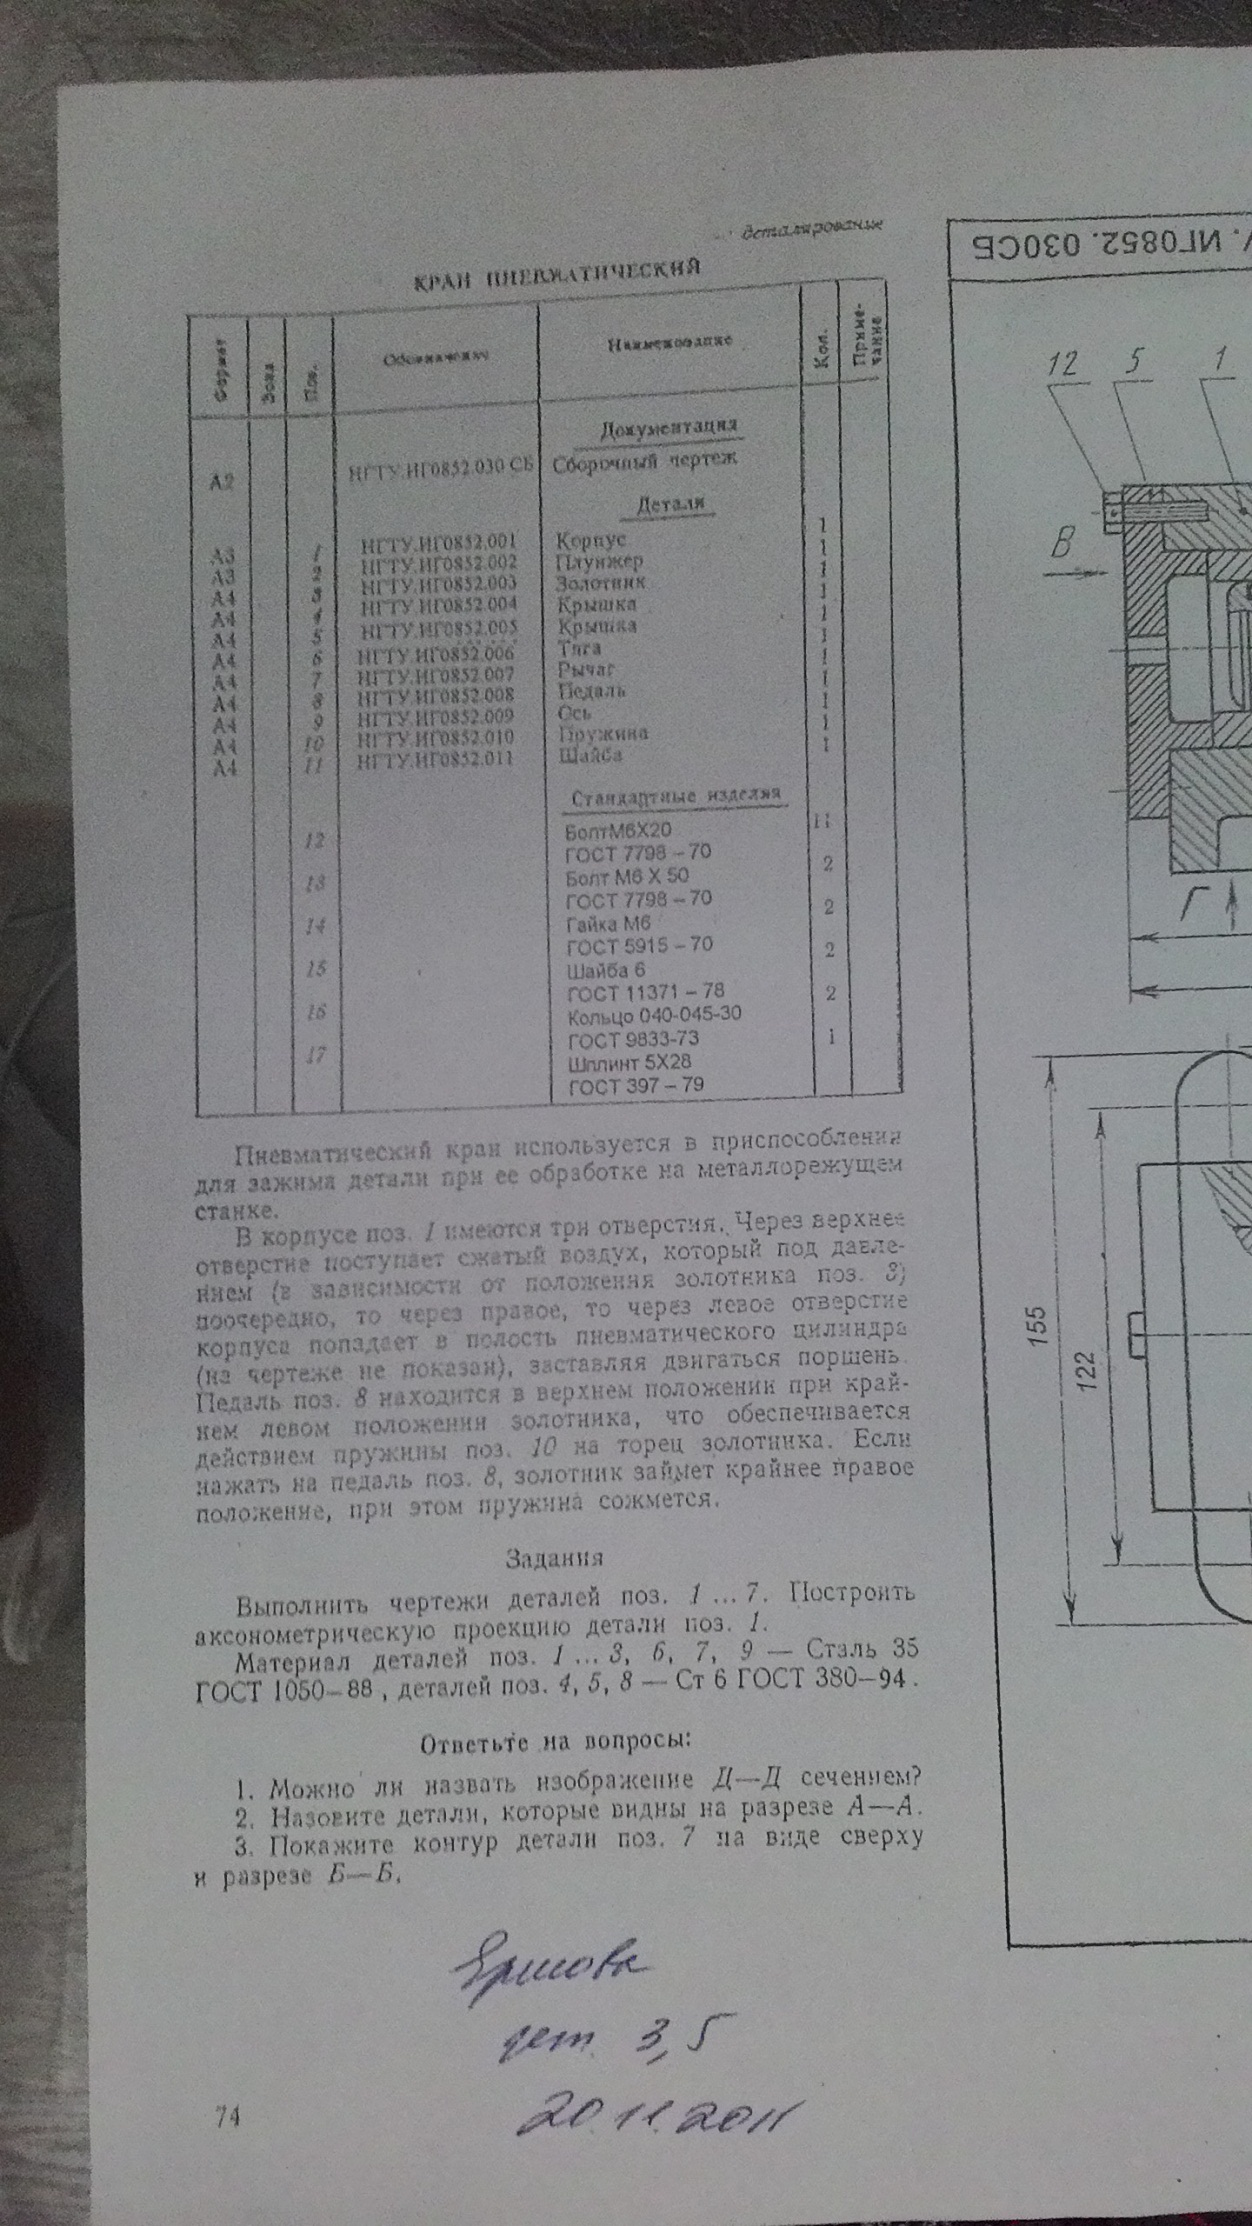 деталирование
КРАН ПНЕВМАТИЧЕСКИЙ
Формат Зона Поз. Обозначение Наименование Кол. Приме-чание
Документация
А2 НГТУ.ИГ0852.030 СБ Сборочный чертеж
Детали
А3 1 НГТУ.ИГ0852.001 Корпус 1
А3 2 НГТУ.ИГ0852.002 Плунжер 1
А4 3 НГТУ.ИГ0852.003 Золотник 1
А4 4 НГТУ.ИГ0852.004 Крышка 1
А4 5 НГТУ.ИГ0852.005 Крышка 1
А4 6 НГТУ.ИГ0852.006 Тяга 1
А4 7 НГТУ.ИГ0852.007 Рычаг 1
А4 8 НГТУ.ИГ0852.008 Педаль 1
А4 9 НГТУ.ИГ0852.009 Ось 1
А4 10 НГТУ.ИГ0852.010 Пружина 1
А4 11 НГТУ.ИГ0852.011 Шайба 1
Стандартные изделия
12 БолтМ6Х20 11
ГОСТ 7798 – 70
13 Болт М6 Х 50 2
ГОСТ 7798 – 70
14 Гайка М6 2
ГОСТ 5915 – 70
15 Шайба 6 2
ГОСТ 11371 – 78
16 Кольцо 040-045-30 2
ГОСТ 9833-73
17 Шплинт 5Х28 1
ГОСТ 397 – 79
Пневматический кран используется в приспособлении
для зажима детали при ее обработке на металлорежущем
станке.
В корпусе поз. 1 имеются три отверстия. Через верхнее
отверстие поступает сжатый воздух, который под давле-
нием (в зависимости от положения золотника поз. 3)
поочередно, то через правое, то через левое отверстие
корпуса попадает в полость пневматического цилиндра
(на чертеже не показан), заставляя двигаться поршень.
Педаль поз. 8 находится в верхнем положении при край-
нем левом положении золотника, что обеспечивается
действием пружины поз. 10 на торец золотника. Если
нажать на педаль поз. 8, золотник займет крайнее правое
положение, при этом пружина сожмется.
Задания
Выполнить чертежи деталей поз. 1 ... 7. Построить
аксонометрическую проекцию детали поз. 1.
Материал деталей поз. 1 ... 3, 6, 7, 9 — Сталь 35
ГОСТ 1050–88 , деталей поз. 4, 5, 8 — Ст 6 ГОСТ 380–94 .
Ответьте на вопросы:
1. Можно ли назвать изображение Д—Д сечением?
2. Назовите детали, которые видны на разрезе А—А.
3. Покажите контур детали поз. 7 на виде сверху
и разрезе Б—Б.
Ершова
дет. 3, 5
20.11.2011
74
. ИГ0852. 030СБ
12 5 1
В
Г
155
122